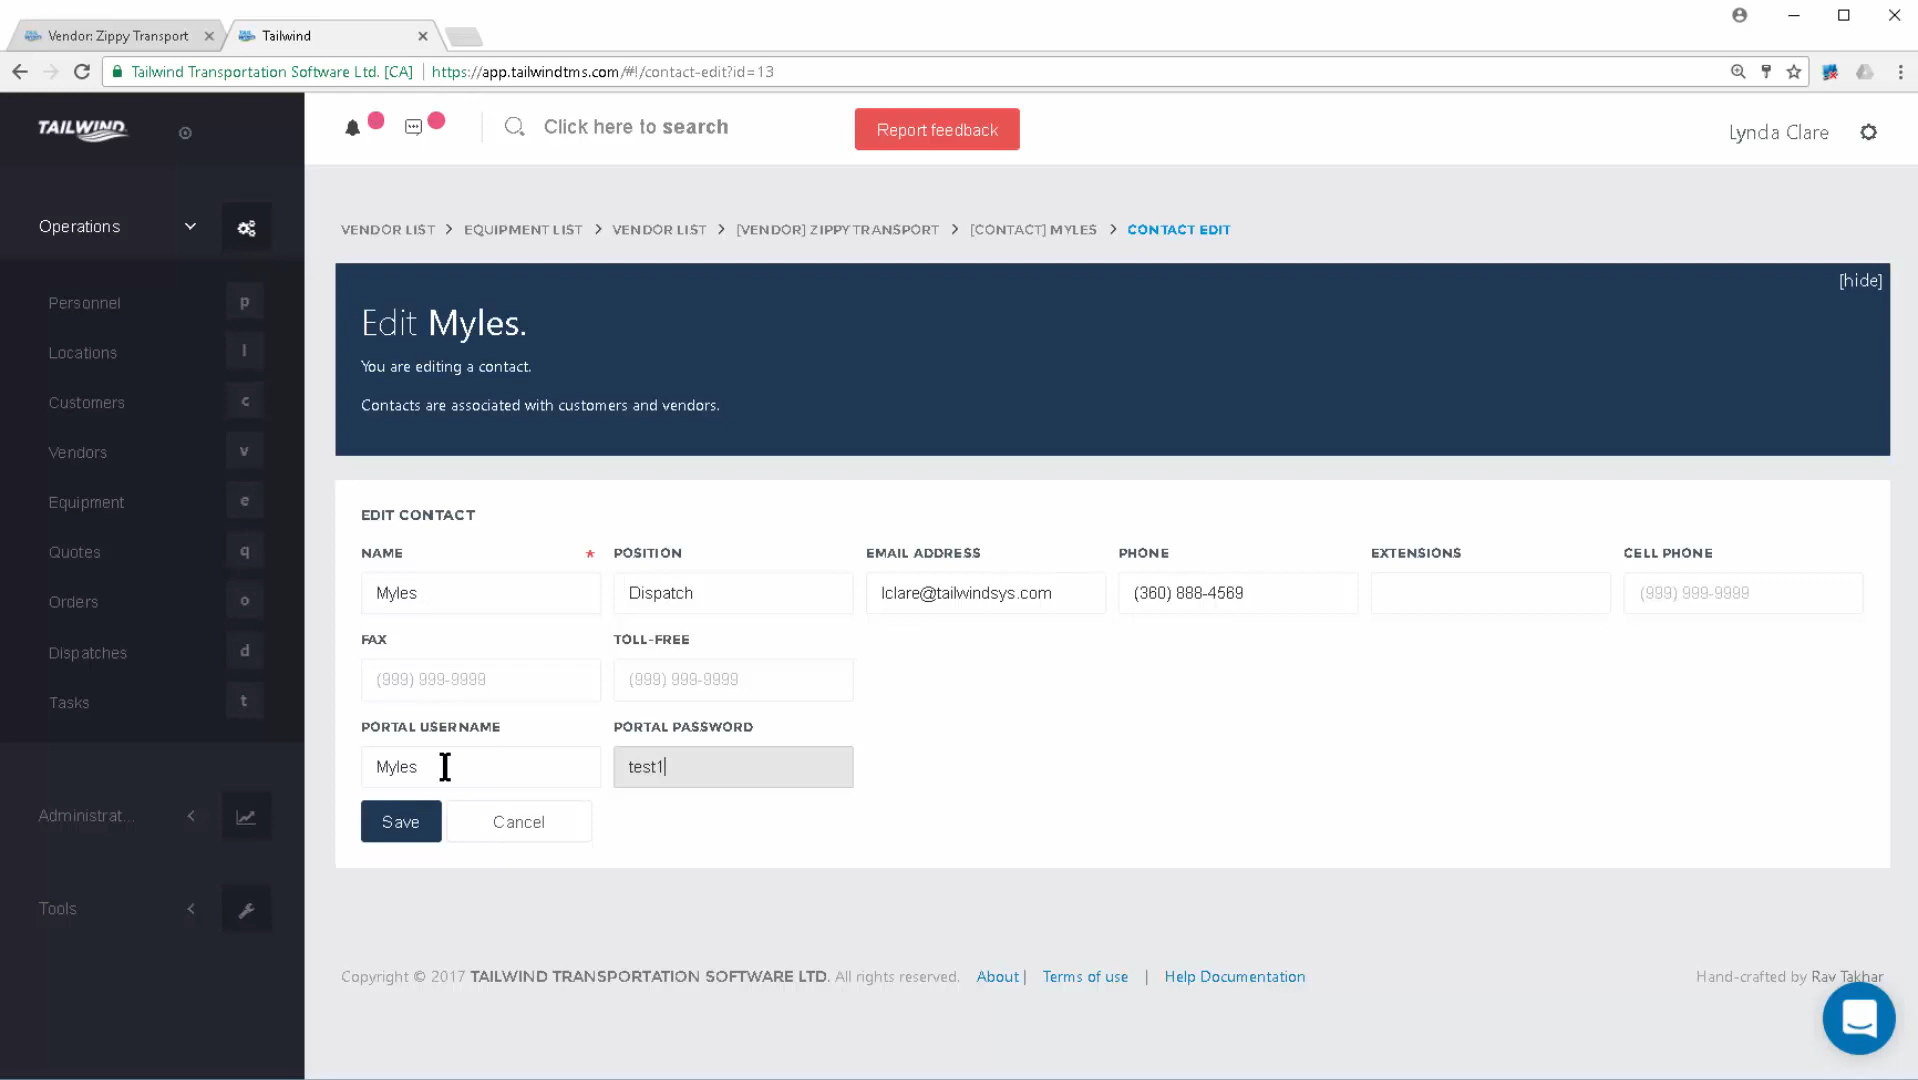 Vendor: Zippy Transport
Tailwind
Tailwind Transportation Software Ltd. [CA]
https://app.tailwindtms.com/#!/contact-edit?id=13
TAILWIND
Click here to search
Report feedback
Lynda Clare
Operations
Personnel p
Locations l
Customers c
Vendors v
Equipment e
Quotes q
Orders o
Dispatches d
Tasks t
Administrat...
Tools
VENDOR LIST > EQUIPMENT LIST > VENDOR LIST > [VENDOR] ZIPPY TRANSPORT > [CONTACT] MYLES > CONTACT EDIT
[hide]
Edit Myles.
You are editing a contact.
Contacts are associated with customers and vendors.
EDIT CONTACT
NAME * POSITION EMAIL ADDRESS PHONE EXTENSIONS CELL PHONE
Myles Dispatch lclare@tailwindsys.com (360) 888-4569 (999) 999-9999
FAX TOLL-FREE
(999) 999-9999 (999) 999-9999
PORTAL USERNAME PORTAL PASSWORD
Myles test1
Save Cancel
Copyright © 2017 TAILWIND TRANSPORTATION SOFTWARE LTD. All rights reserved. About | Terms of use | Help Documentation
Hand-crafted by Rav Takhar